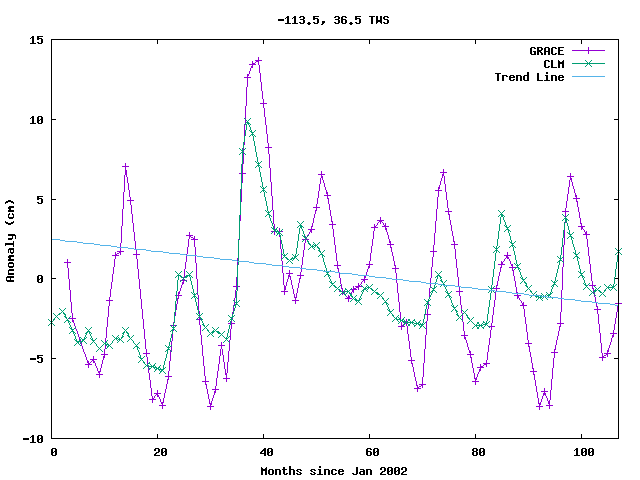 -113.5, 36.5 TWS
15
10
5
0
-5
-10
Anomaly (cm)
GRACE
CLM
Trend Line
0 20 40 60 80 100
Months since Jan 2002